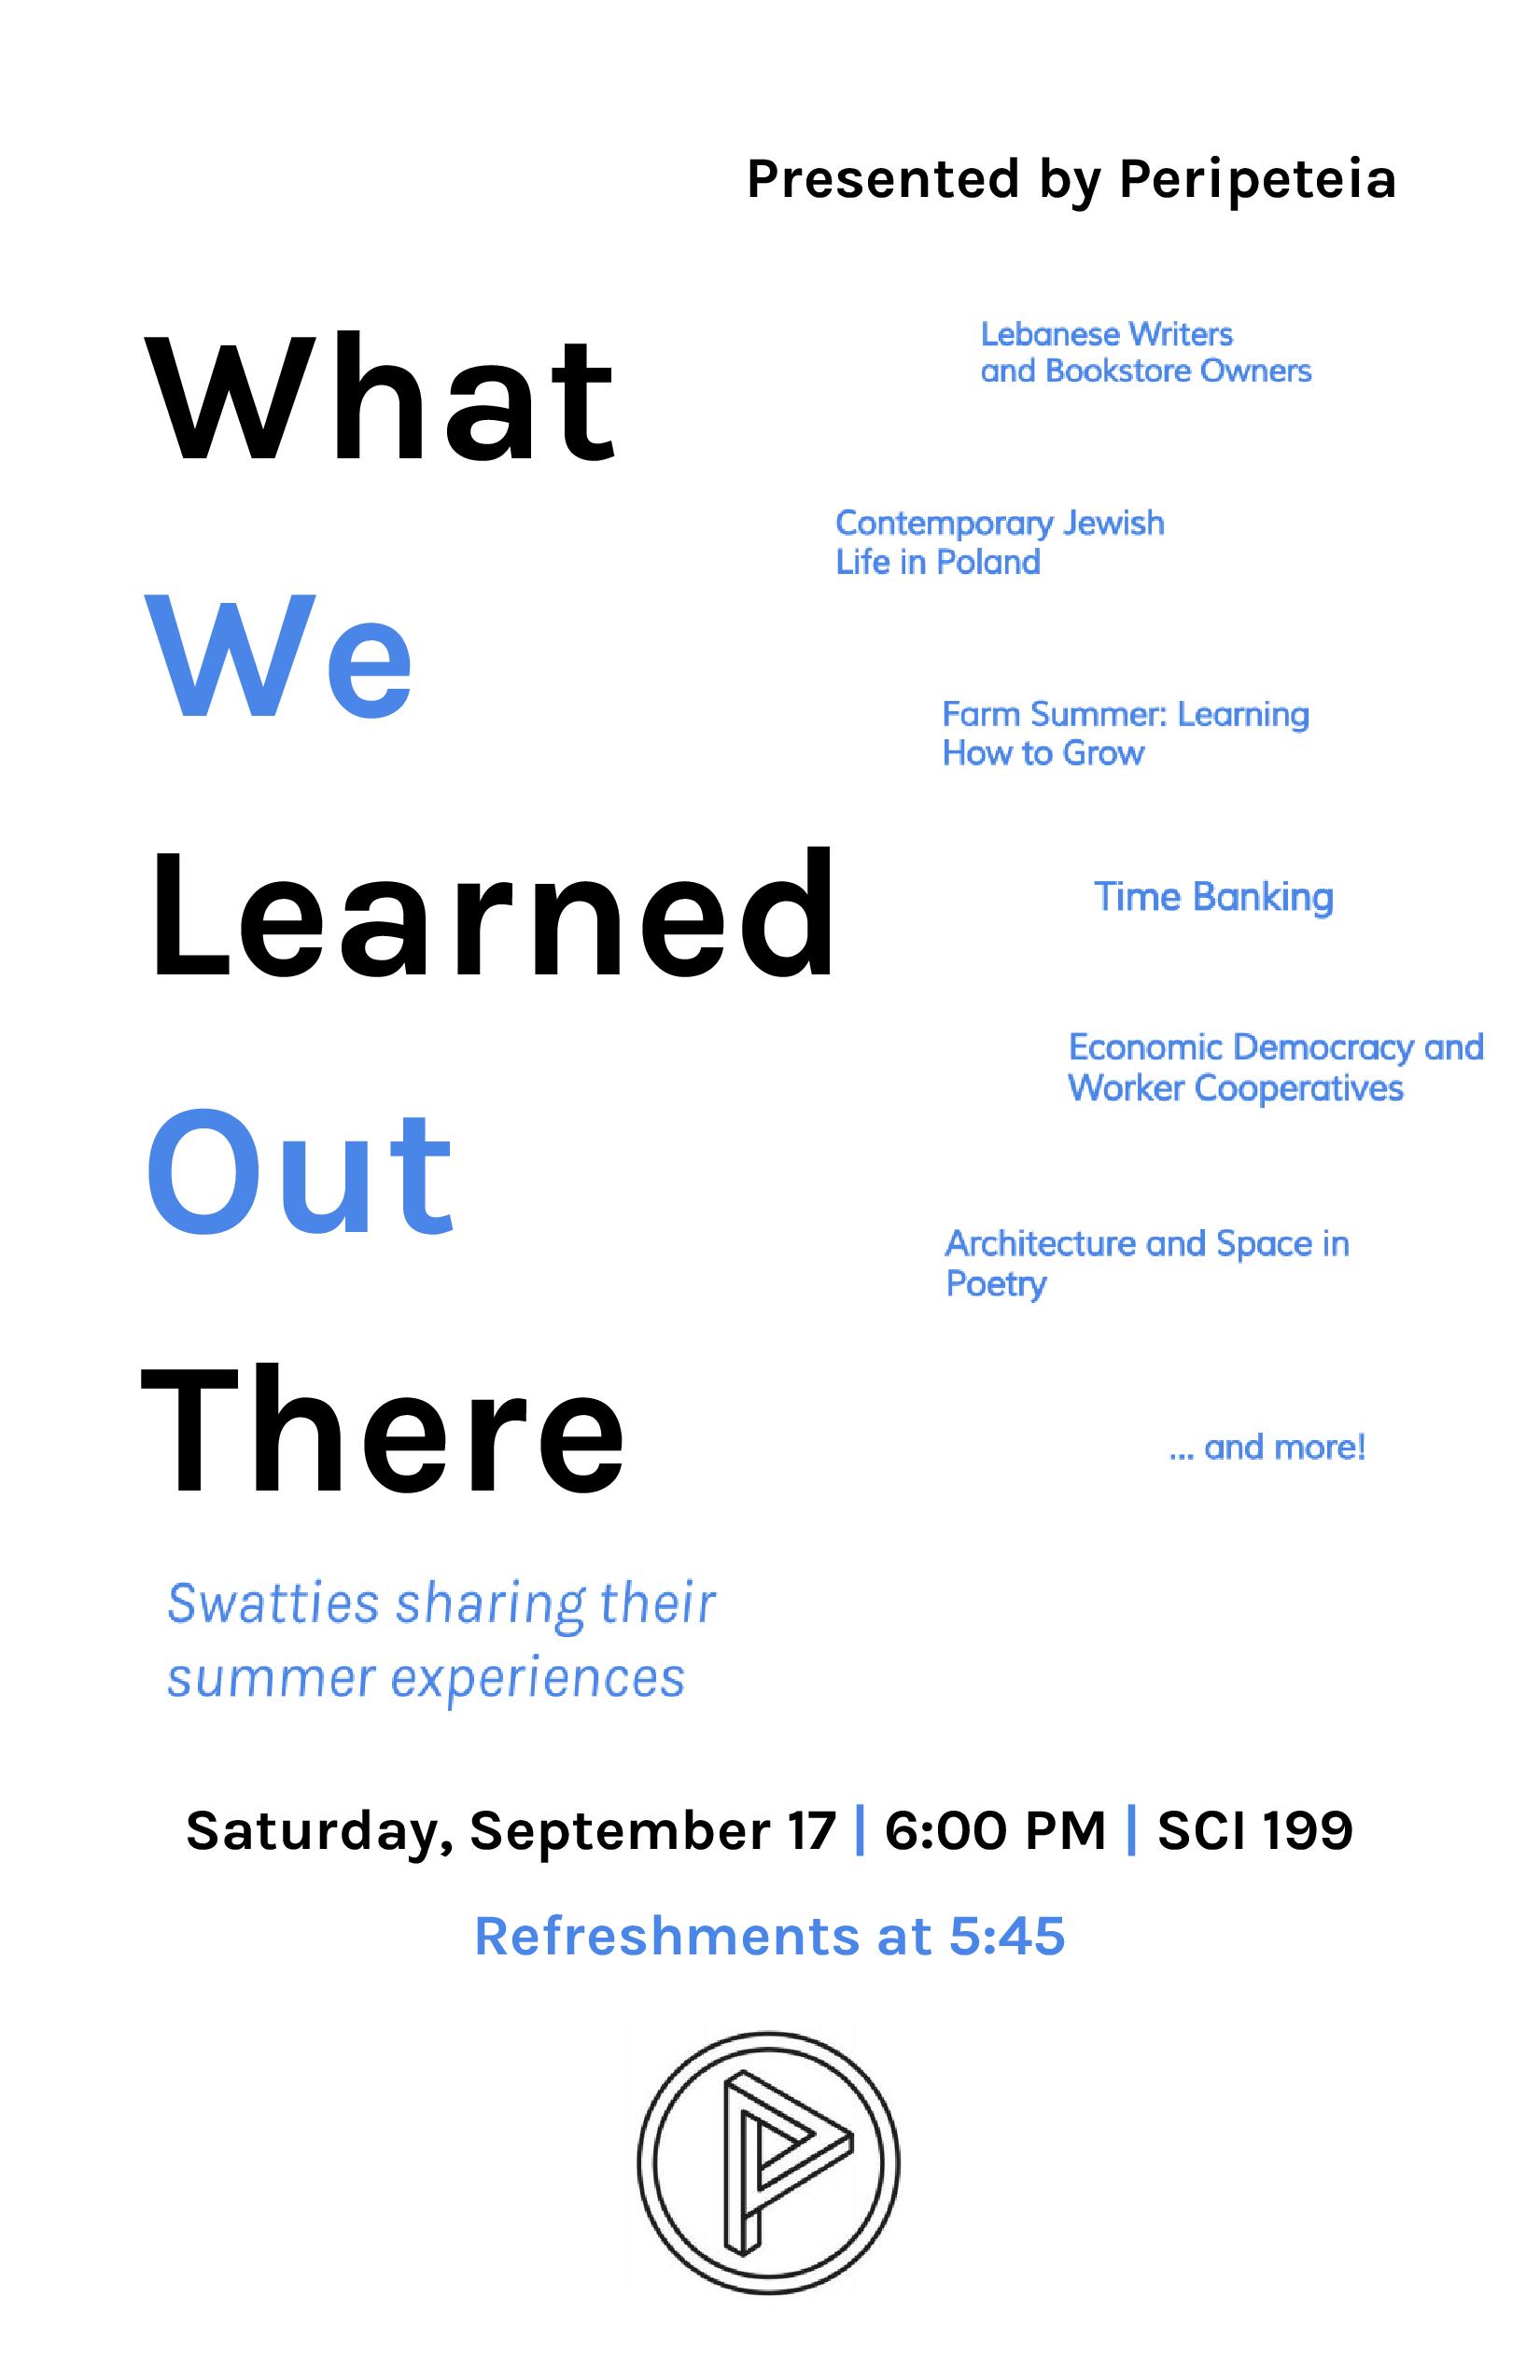 Presented by Peripeteia
What
We
Learned
Out
There
Lebanese Writers
and Bookstore Owners
Contemporary Jewish
Life in Poland
Farm Summer: Learning
How to Grow
Time Banking
Economic Democracy and
Worker Cooperatives
Architecture and Space in
Poetry
... and more!
Swatties sharing their
summer experiences
Saturday, September 17 | 6:00 PM | SCI 199
Refreshments at 5:45
P